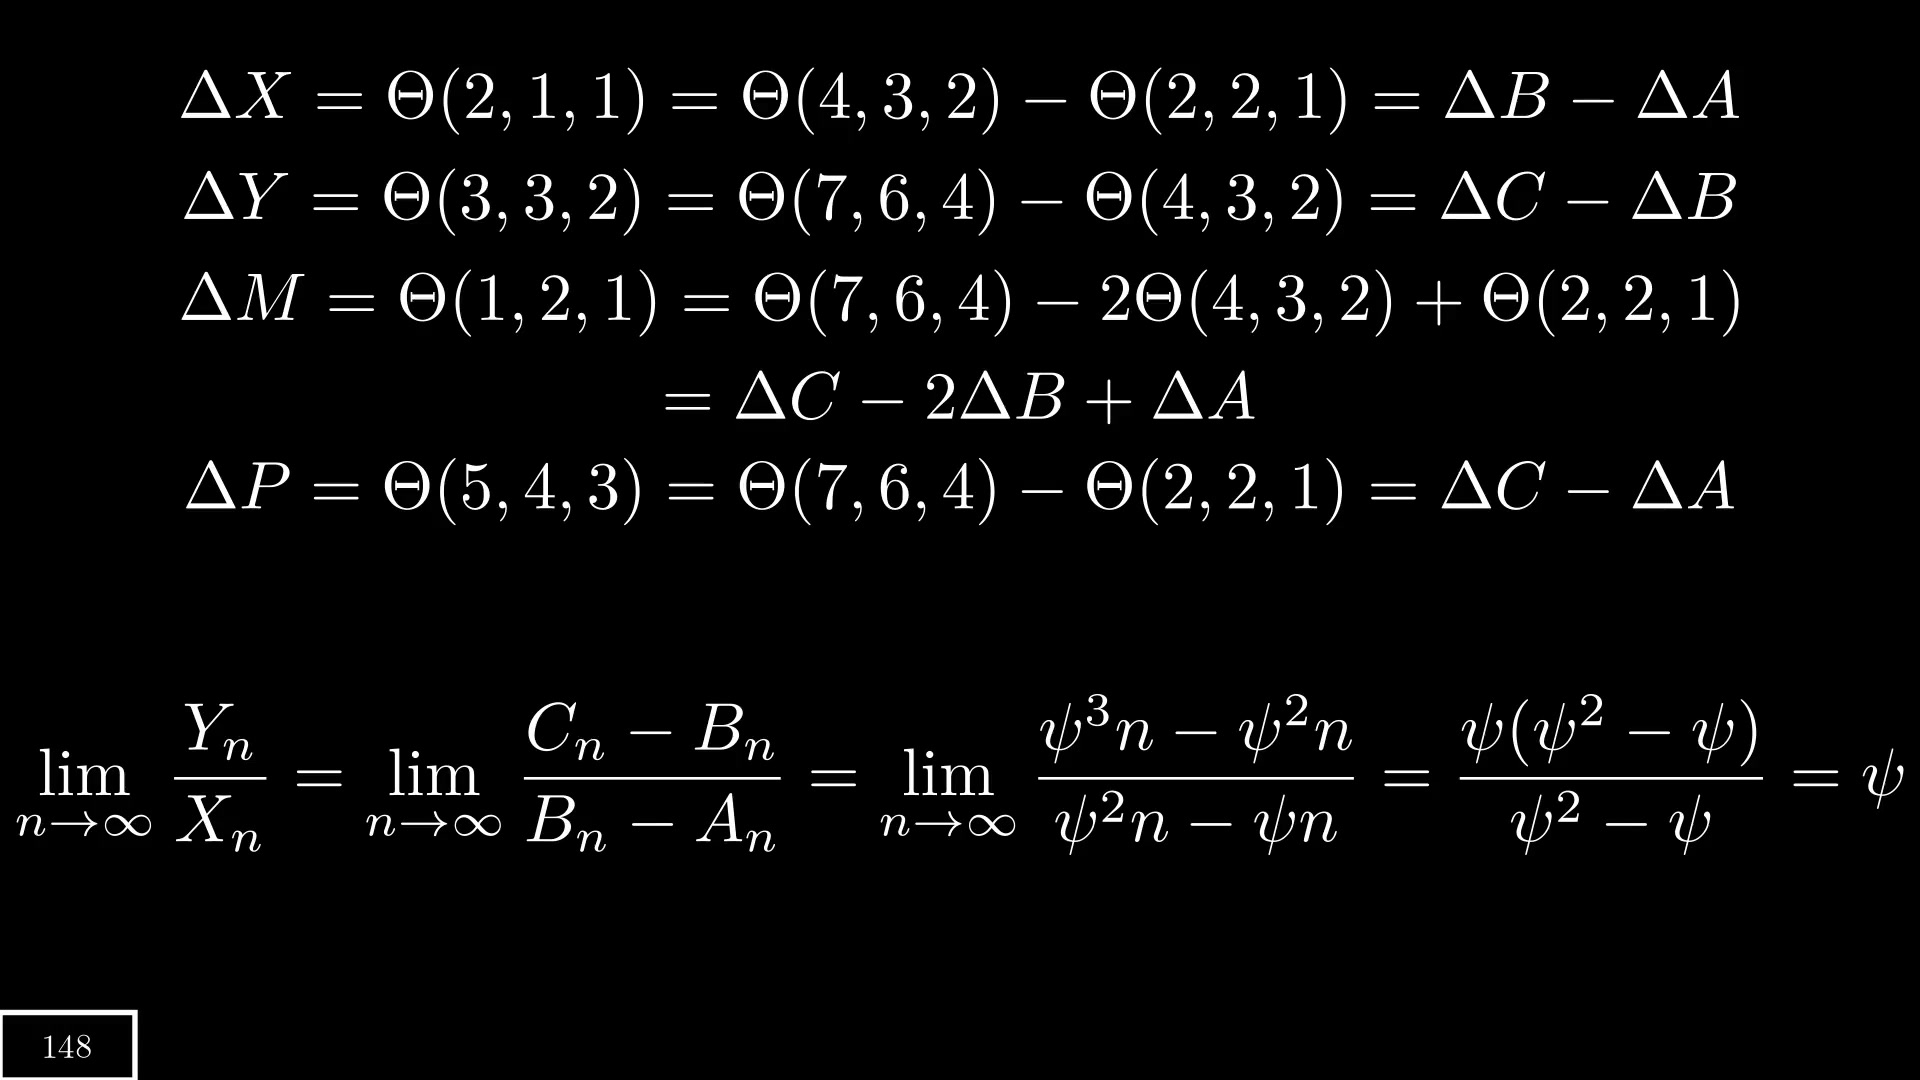 ΔX = Θ(2, 1, 1) = Θ(4, 3, 2) − Θ(2, 2, 1) = ΔB − ΔA
ΔY = Θ(3, 3, 2) = Θ(7, 6, 4) − Θ(4, 3, 2) = ΔC − ΔB
ΔM = Θ(1, 2, 1) = Θ(7, 6, 4) − 2Θ(4, 3, 2) + Θ(2, 2, 1)
= ΔC − 2ΔB + ΔA
ΔP = Θ(5, 4, 3) = Θ(7, 6, 4) − Θ(2, 2, 1) = ΔC − ΔA
lim_{n→∞} Y_n / X_n = lim_{n→∞} (C_n − B_n) / (B_n − A_n) = lim_{n→∞} (ψ³n − ψ²n) / (ψ²n − ψn) = ψ(ψ² − ψ) / (ψ² − ψ) = ψ
148